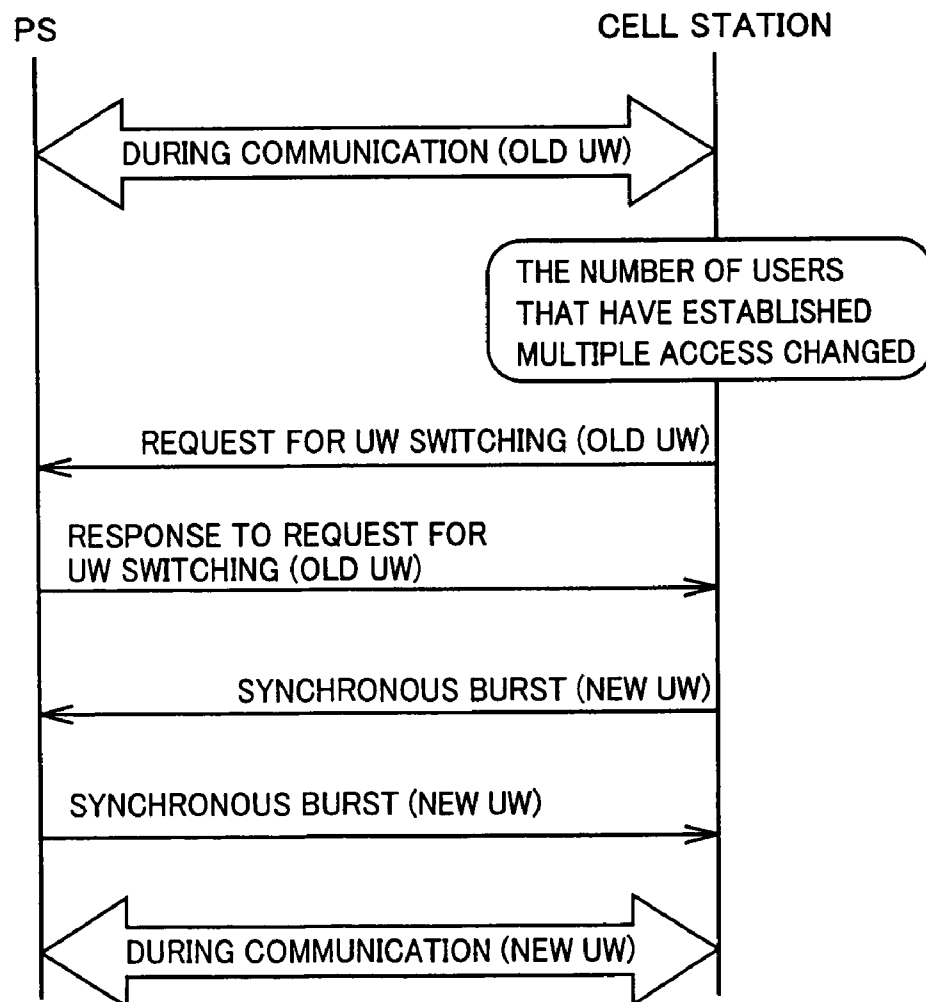 PS
CELL STATION
DURING COMMUNICATION (OLD UW)
THE NUMBER OF USERS
THAT HAVE ESTABLISHED
MULTIPLE ACCESS CHANGED
REQUEST FOR UW SWITCHING (OLD UW)
RESPONSE TO REQUEST FOR
UW SWITCHING (OLD UW)
SYNCHRONOUS BURST (NEW UW)
SYNCHRONOUS BURST (NEW UW)
DURING COMMUNICATION (NEW UW)